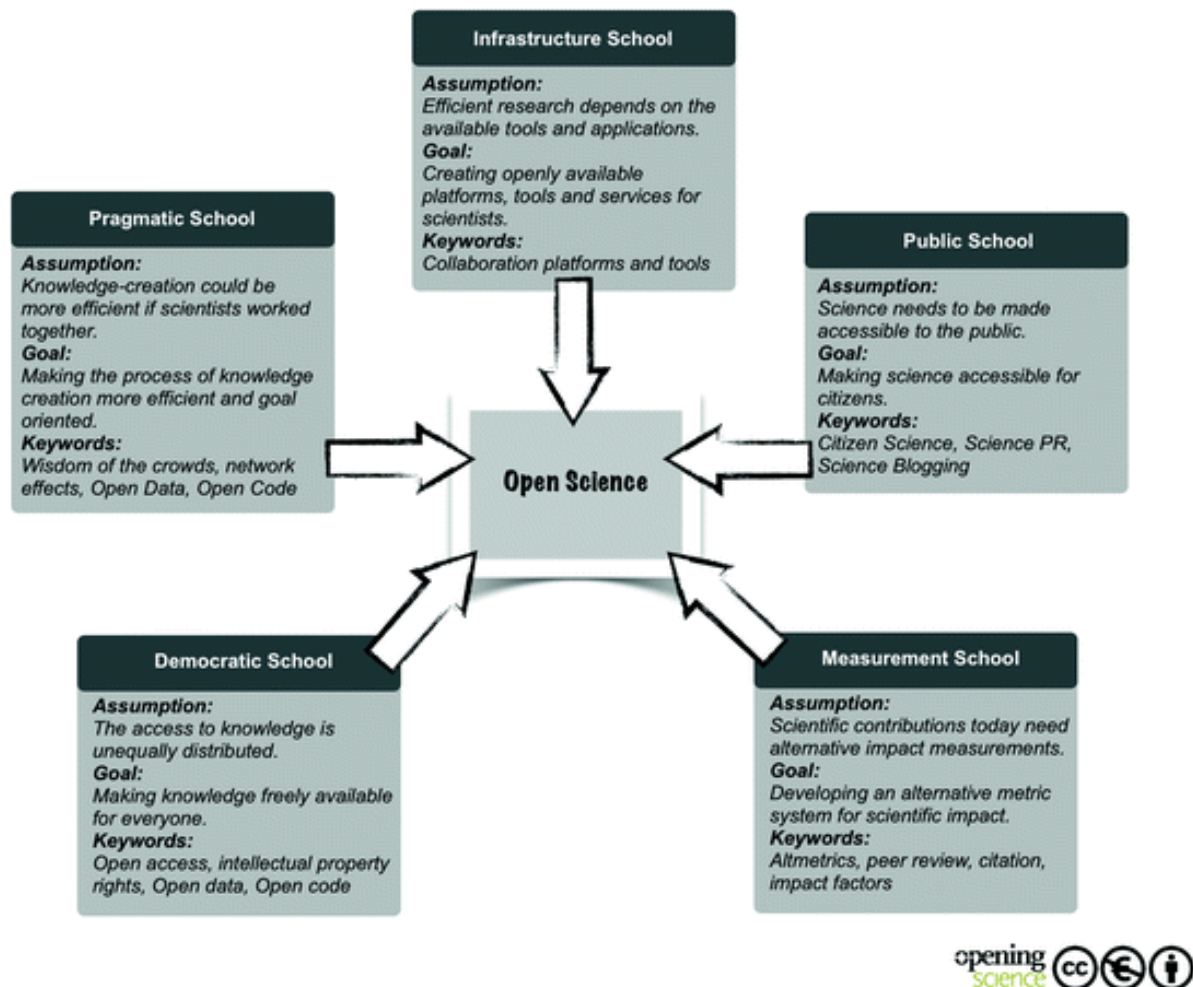 Infrastructure School
Assumption:
Efficient research depends on the
available tools and applications.
Goal:
Creating openly available
platforms, tools and services for
scientists.
Keywords:
Collaboration platforms and tools
Pragmatic School
Assumption:
Knowledge-creation could be
more efficient if scientists worked
together.
Goal:
Making the process of knowledge
creation more efficient and goal
oriented.
Keywords:
Wisdom of the crowds, network
effects, Open Data, Open Code
Public School
Assumption:
Science needs to be made
accessible to the public.
Goal:
Making science accessible for
citizens.
Keywords:
Citizen Science, Science PR,
Science Blogging
Open Science
Democratic School
Assumption:
The access to knowledge is
unequally distributed.
Goal:
Making knowledge freely available
for everyone.
Keywords:
Open access, intellectual property
rights, Open data, Open code
Measurement School
Assumption:
Scientific contributions today need
alternative impact measurements.
Goal:
Developing an alternative metric
system for scientific impact.
Keywords:
Altmetrics, peer review, citation,
impact factors
opening
science
cc